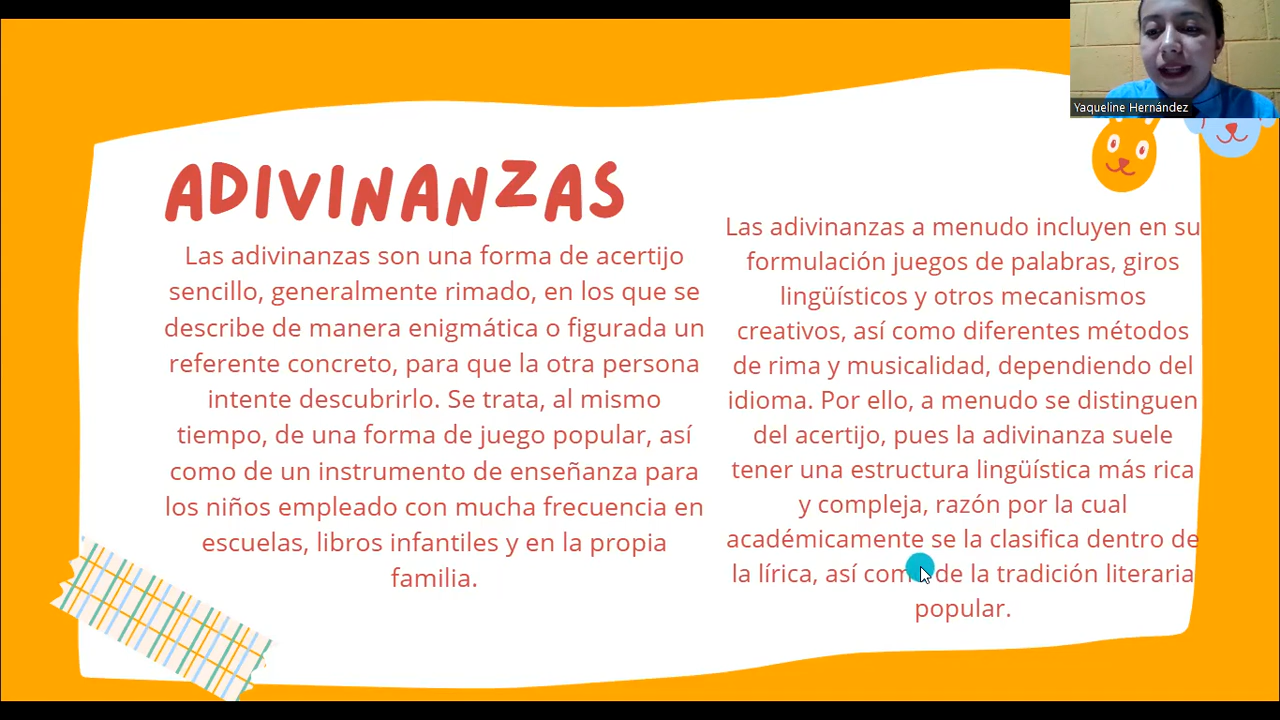 Yaqueline Hernández
ADIVINANZAS
Las adivinanzas son una forma de acertijo
sencillo, generalmente rimado, en los que se
describe de manera enigmática o figurada un
referente concreto, para que la otra persona
intente descubrirlo. Se trata, al mismo
tiempo, de una forma de juego popular, así
como de un instrumento de enseñanza para
los niños empleado con mucha frecuencia en
escuelas, libros infantiles y en la propia
familia.
Las adivinanzas a menudo incluyen en su
formulación juegos de palabras, giros
lingüísticos y otros mecanismos
creativos, así como diferentes métodos
de rima y musicalidad, dependiendo del
idioma. Por ello, a menudo se distinguen
del acertijo, pues la adivinanza suele
tener una estructura lingüística más rica
y compleja, razón por la cual
académicamente se la clasifica dentro de
la lírica, así como de la tradición literaria
popular.